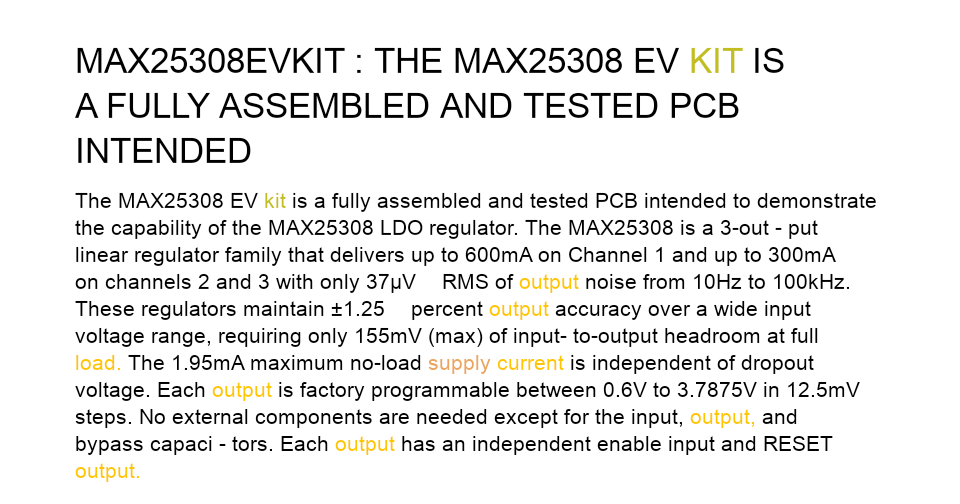 MAX25308EVKIT : THE MAX25308 EV KIT IS
A FULLY ASSEMBLED AND TESTED PCB
INTENDED
The MAX25308 EV kit is a fully assembled and tested PCB intended to demonstrate
the capability of the MAX25308 LDO regulator. The MAX25308 is a 3-out - put
linear regulator family that delivers up to 600mA on Channel 1 and up to 300mA
on channels 2 and 3 with only 37μV RMS of output noise from 10Hz to 100kHz.
These regulators maintain ±1.25 percent output accuracy over a wide input
voltage range, requiring only 155mV (max) of input- to-output headroom at full
load. The 1.95mA maximum no-load supply current is independent of dropout
voltage. Each output is factory programmable between 0.6V to 3.7875V in 12.5mV
steps. No external components are needed except for the input, output, and
bypass capaci - tors. Each output has an independent enable input and RESET
output.